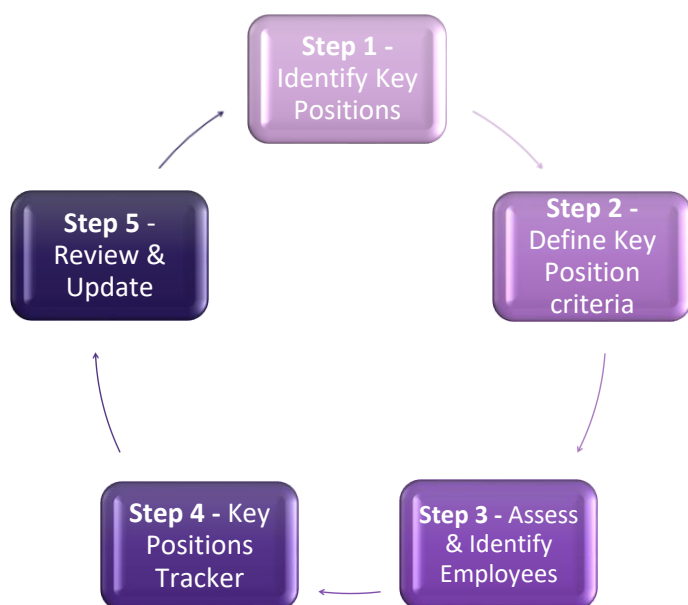 Step 1 -
Identify Key
Positions
Step 2 -
Define Key
Position
criteria
Step 3 - Assess
& Identify
Employees
Step 4 - Key
Positions
Tracker
Step 5 -
Review &
Update